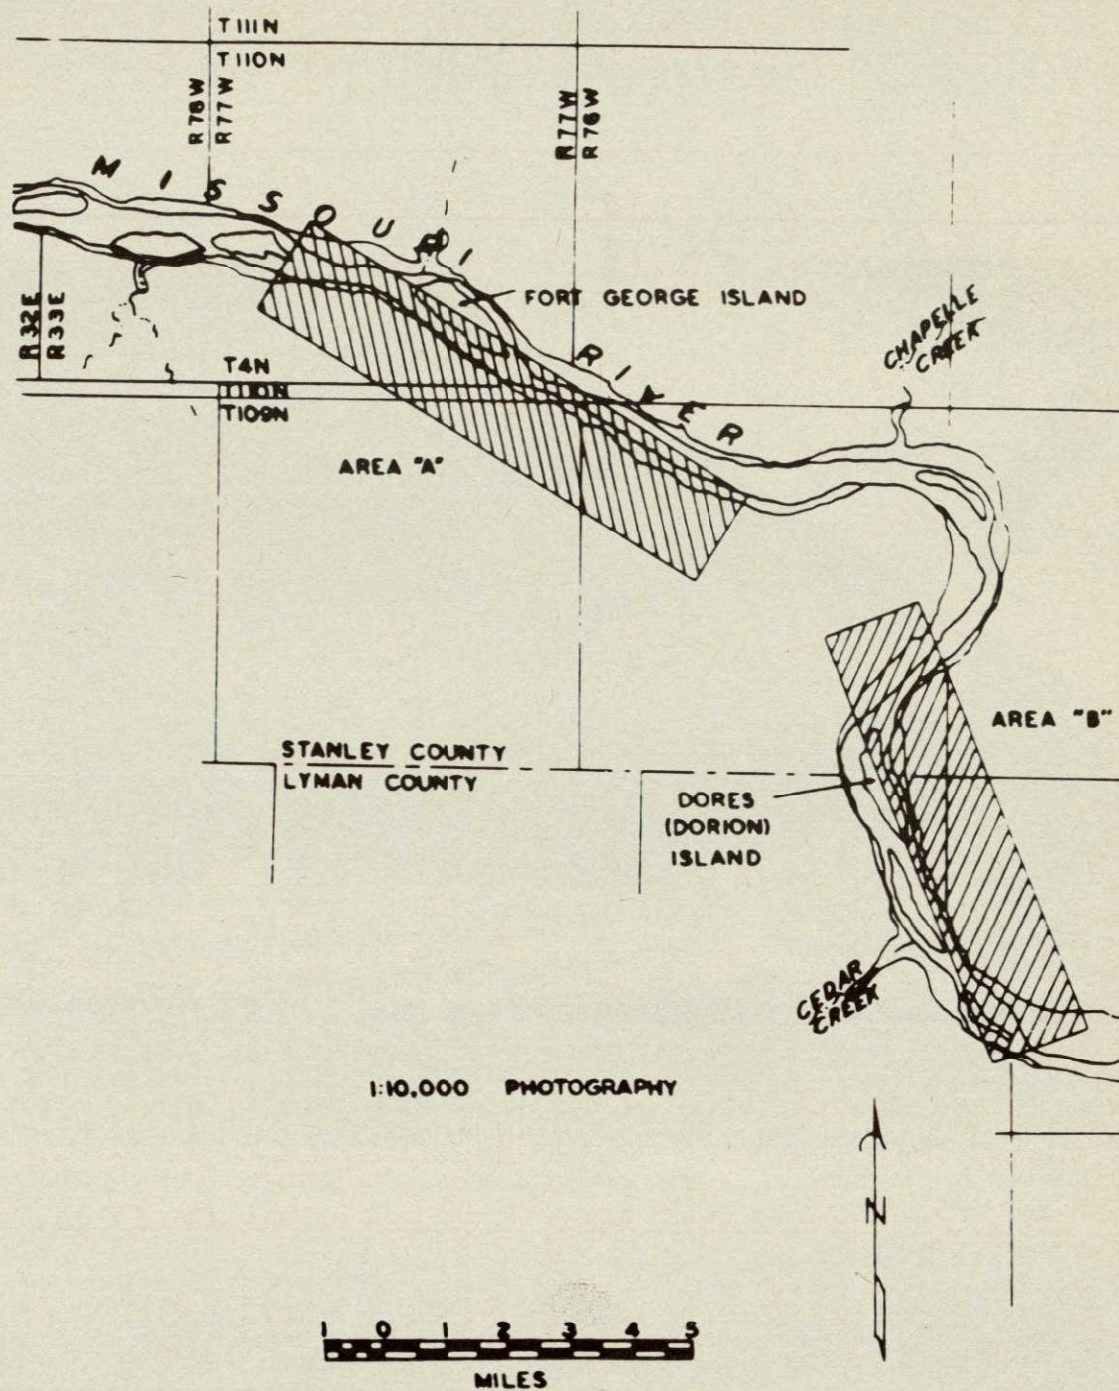 T111N
T110N
R78W
R77W
R77W
R76W
MISSOURI RIVER
FORT GEORGE ISLAND
CHAPELLE
CREEK
R32E
R33E
T4N
T110N
T109N
AREA "A"
AREA "B"
STANLEY COUNTY
LYMAN COUNTY
DORES
(DORION)
ISLAND
CEDAR
CREEK
1:10,000 PHOTOGRAPHY
N
1 0 1 2 3 4 5
MILES